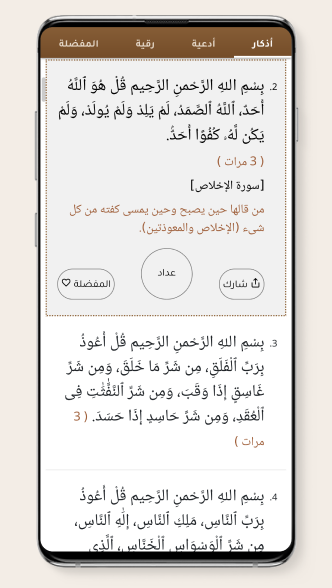 أذكار
أدعية
رقية
المفضلة
2. بِسْمِ اللهِ الرَّحْمنِ الرَّحِيم قُلْ هُوَ ٱللَّهُ
أَحَدٌ، ٱللَّهُ ٱلصَّمَدُ، لَمْ يَلِدْ وَلَمْ يُولَدْ، وَلَمْ
يَكُن لَّهُۥ كُفُوًا أَحَدٌۢ.
( 3 مرات )
[سورة الإخلاص]
من قالها حين يصبح وحين يمسى كفته من كل
شىء (الإخلاص والمعوذتين).
شارك
عداد
المفضلة
3. بِسْمِ اللهِ الرَّحْمنِ الرَّحِيم قُلْ أَعُوذُ
بِرَبِّ ٱلْفَلَقِ، مِن شَرِّ مَا خَلَقَ، وَمِن شَرِّ
غَاسِقٍ إِذَا وَقَبَ، وَمِن شَرِّ ٱلنَّفَّٰثَٰتِ فِى
ٱلْعُقَدِ، وَمِن شَرِّ حَاسِدٍ إِذَا حَسَدَ. ( 3
مرات )
4. بِسْمِ اللهِ الرَّحْمنِ الرَّحِيم قُلْ أَعُوذُ
بِرَبِّ ٱلنَّاسِ، مَلِكِ ٱلنَّاسِ، إِلَٰهِ ٱلنَّاسِ،
مِن شَرِّ ٱلْوَسْوَاسِ ٱلْخَنَّاسِ، ٱلَّذِى